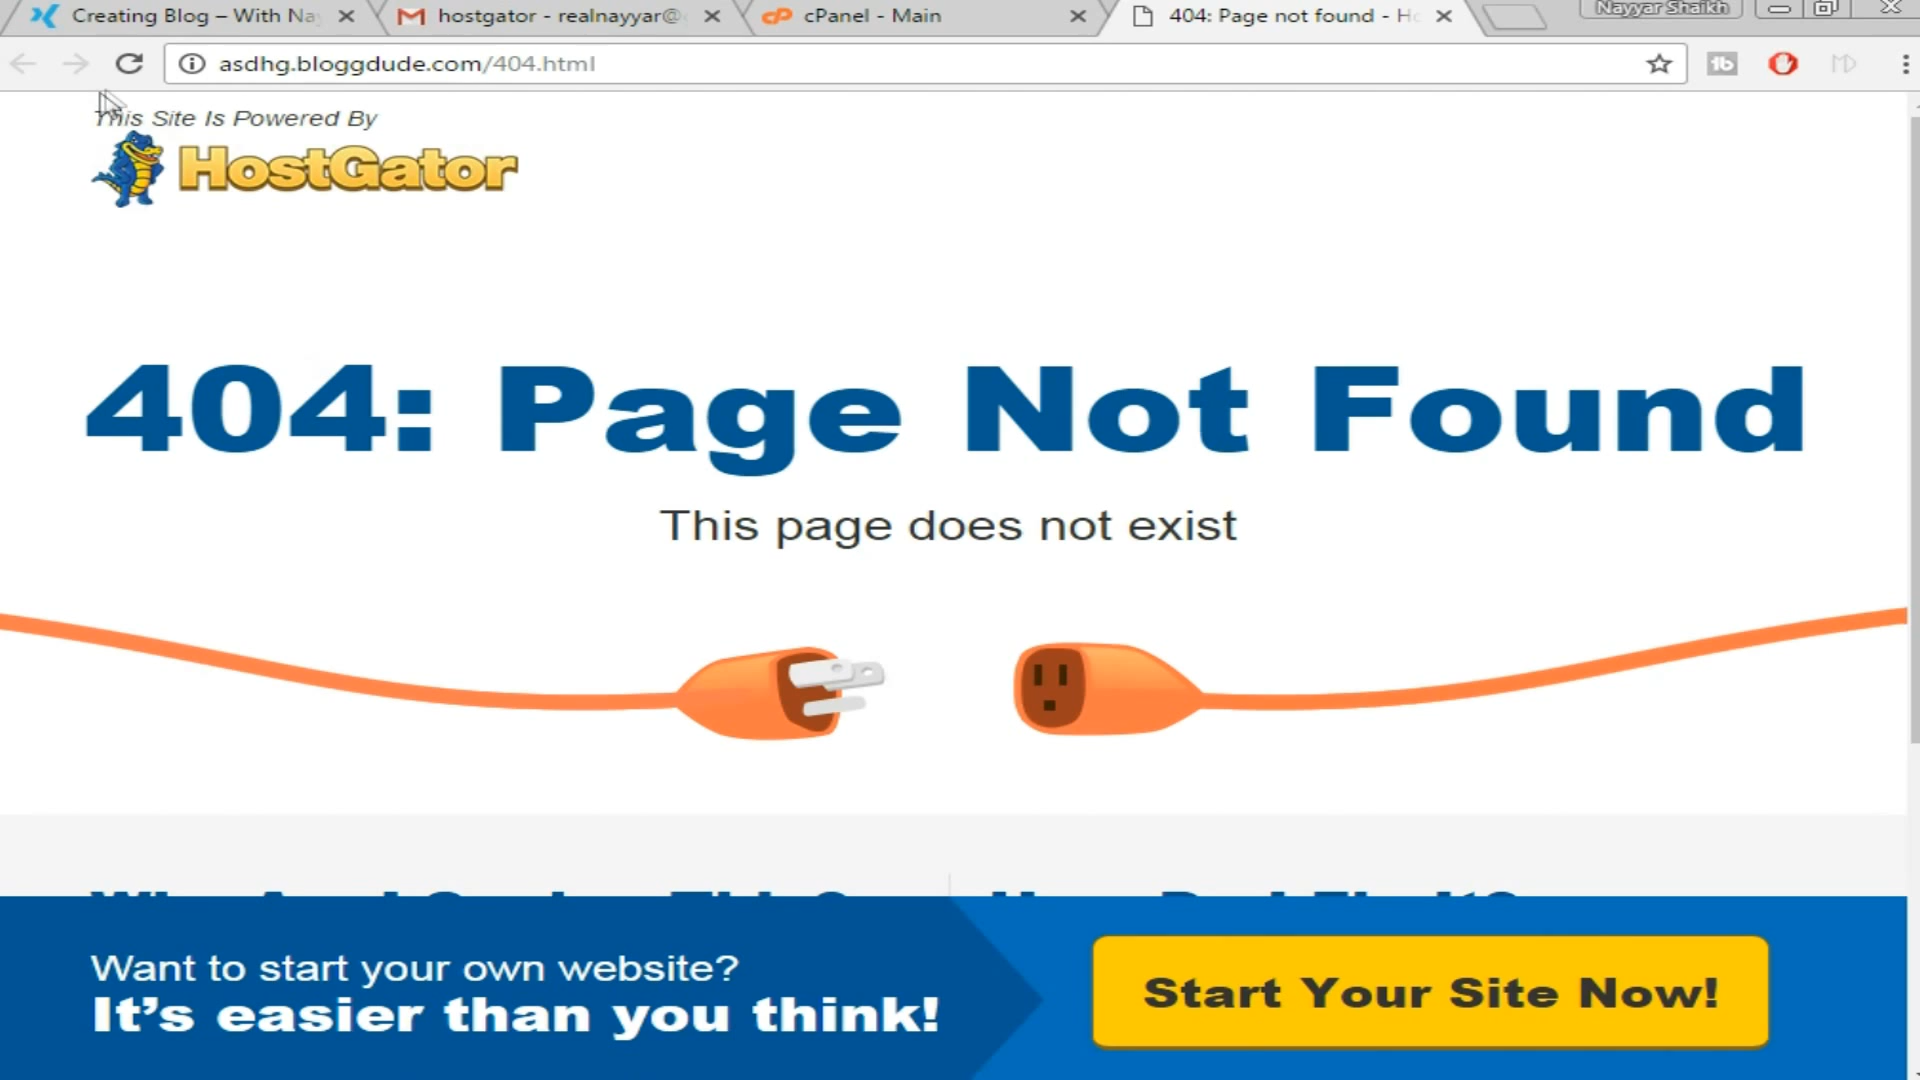 Creating Blog – With Na
hostgator - realnayyar@
cPanel - Main
404: Page not found - H
Nayyar Shaikh
asdhg.bloggdude.com/404.html
This Site Is Powered By
HostGator
404: Page Not Found
This page does not exist
Want to start your own website?
It's easier than you think!
Start Your Site Now!